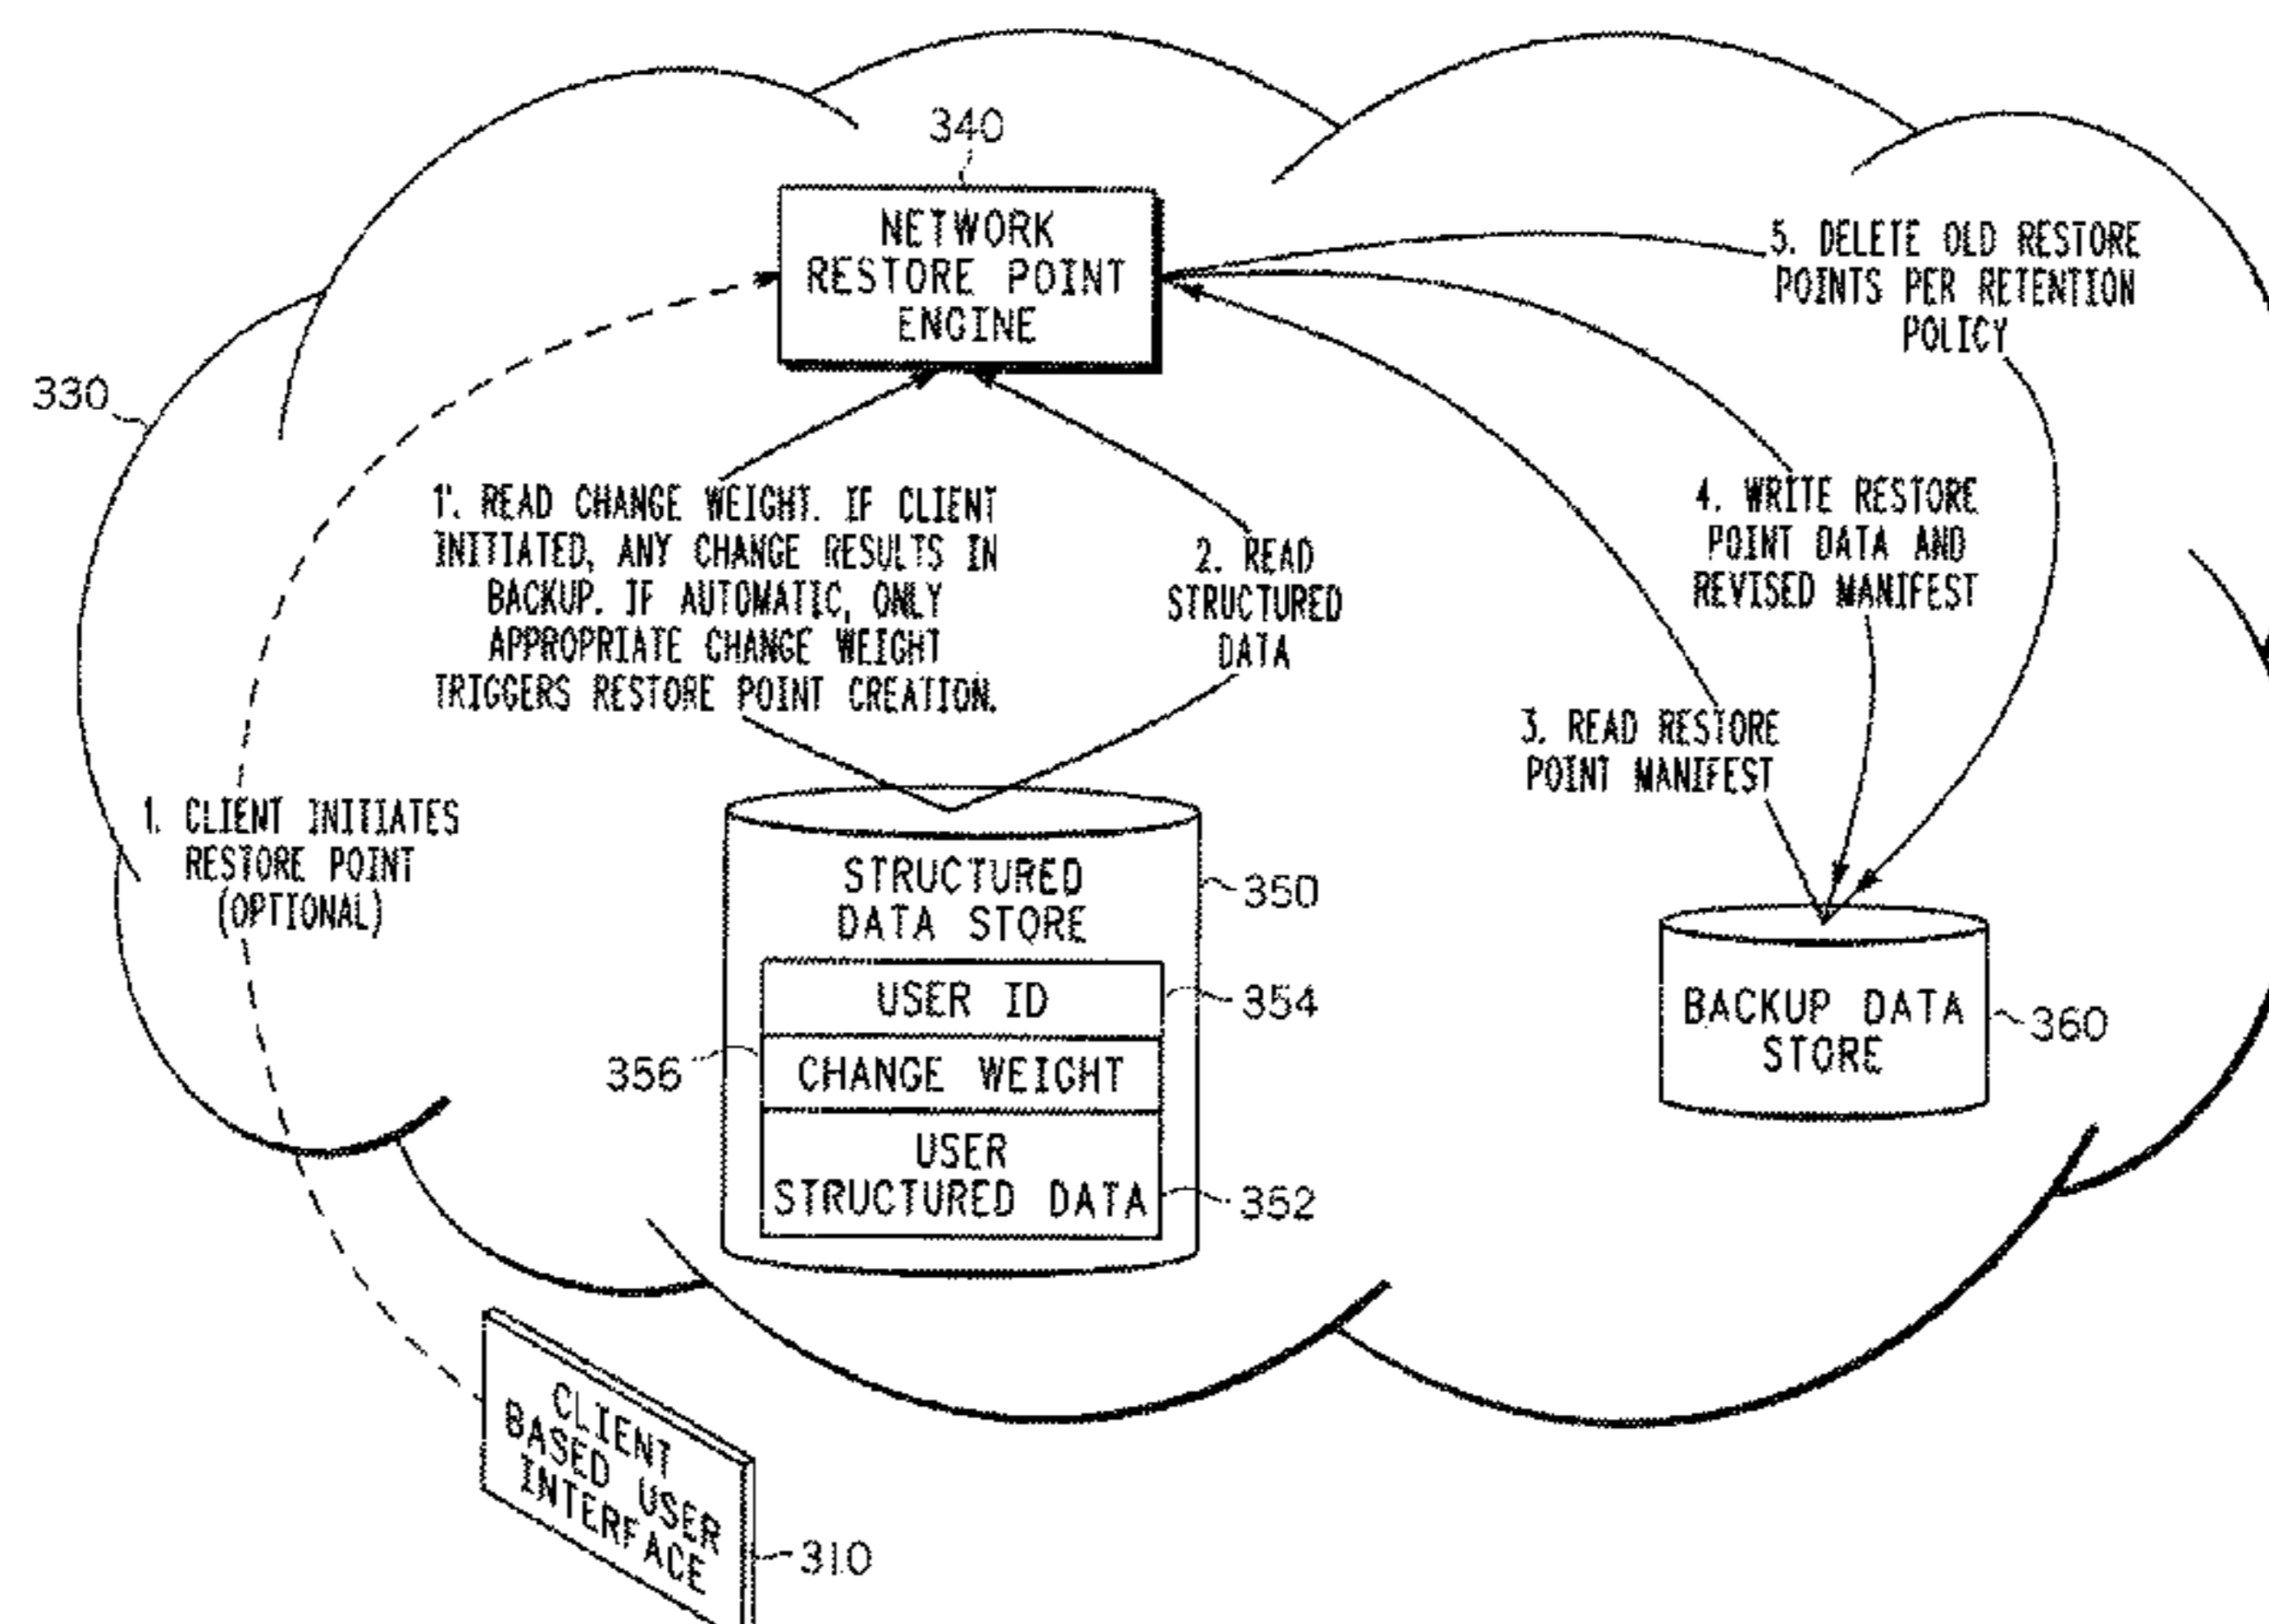 340
NETWORK
RESTORE POINT
ENGINE
5. DELETE OLD RESTORE
POINTS PER RETENTION
POLICY
330
1'. READ CHANGE WEIGHT. IF CLIENT
INITIATED, ANY CHANGE RESULTS IN
BACKUP. IF AUTOMATIC, ONLY
APPROPRIATE CHANGE WEIGHT
TRIGGERS RESTORE POINT CREATION.
2. READ
STRUCTURED
DATA
4. WRITE RESTORE
POINT DATA AND
REVISED MANIFEST
3. READ RESTORE
POINT MANIFEST
1. CLIENT INITIATES
RESTORE POINT
(OPTIONAL)
STRUCTURED
DATA STORE
350
USER ID
354
356
CHANGE WEIGHT
USER
STRUCTURED DATA
352
BACKUP DATA
STORE
360
CLIENT
BASED USER
INTERFACE
310